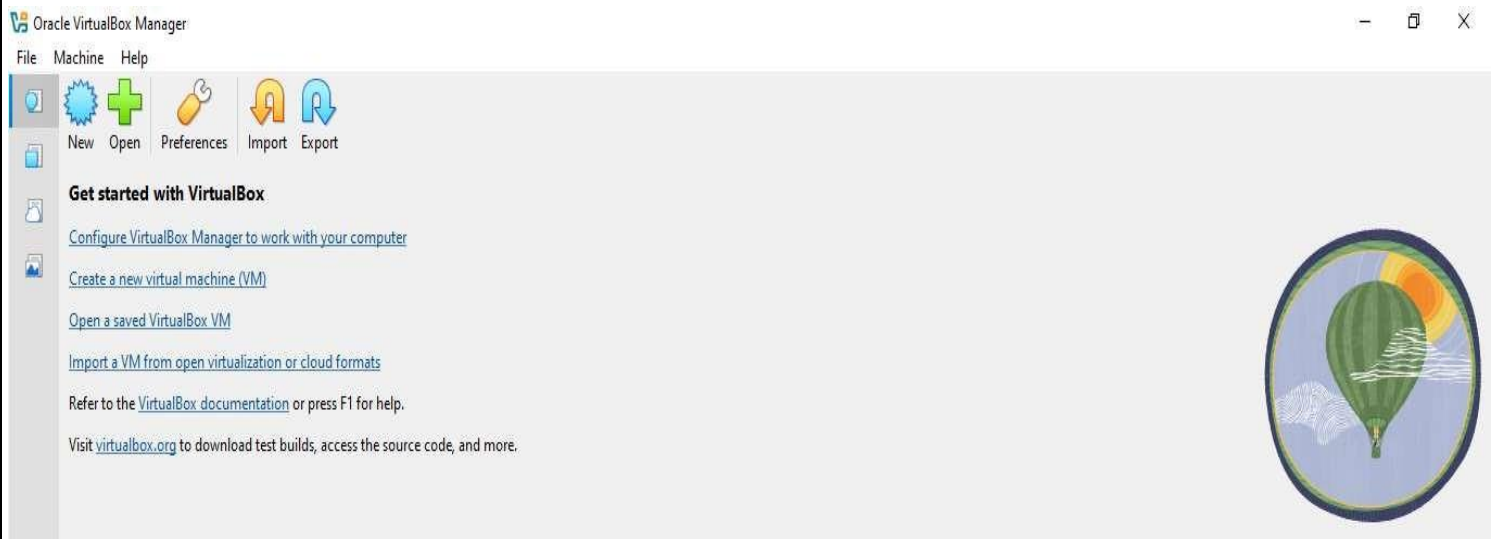 Oracle VirtualBox Manager
File Machine Help
New Open Preferences Import Export
Get started with VirtualBox
Configure VirtualBox Manager to work with your computer
Create a new virtual machine (VM)
Open a saved VirtualBox VM
Import a VM from open virtualization or cloud formats
Refer to the VirtualBox documentation or press F1 for help.
Visit virtualbox.org to download test builds, access the source code, and more.